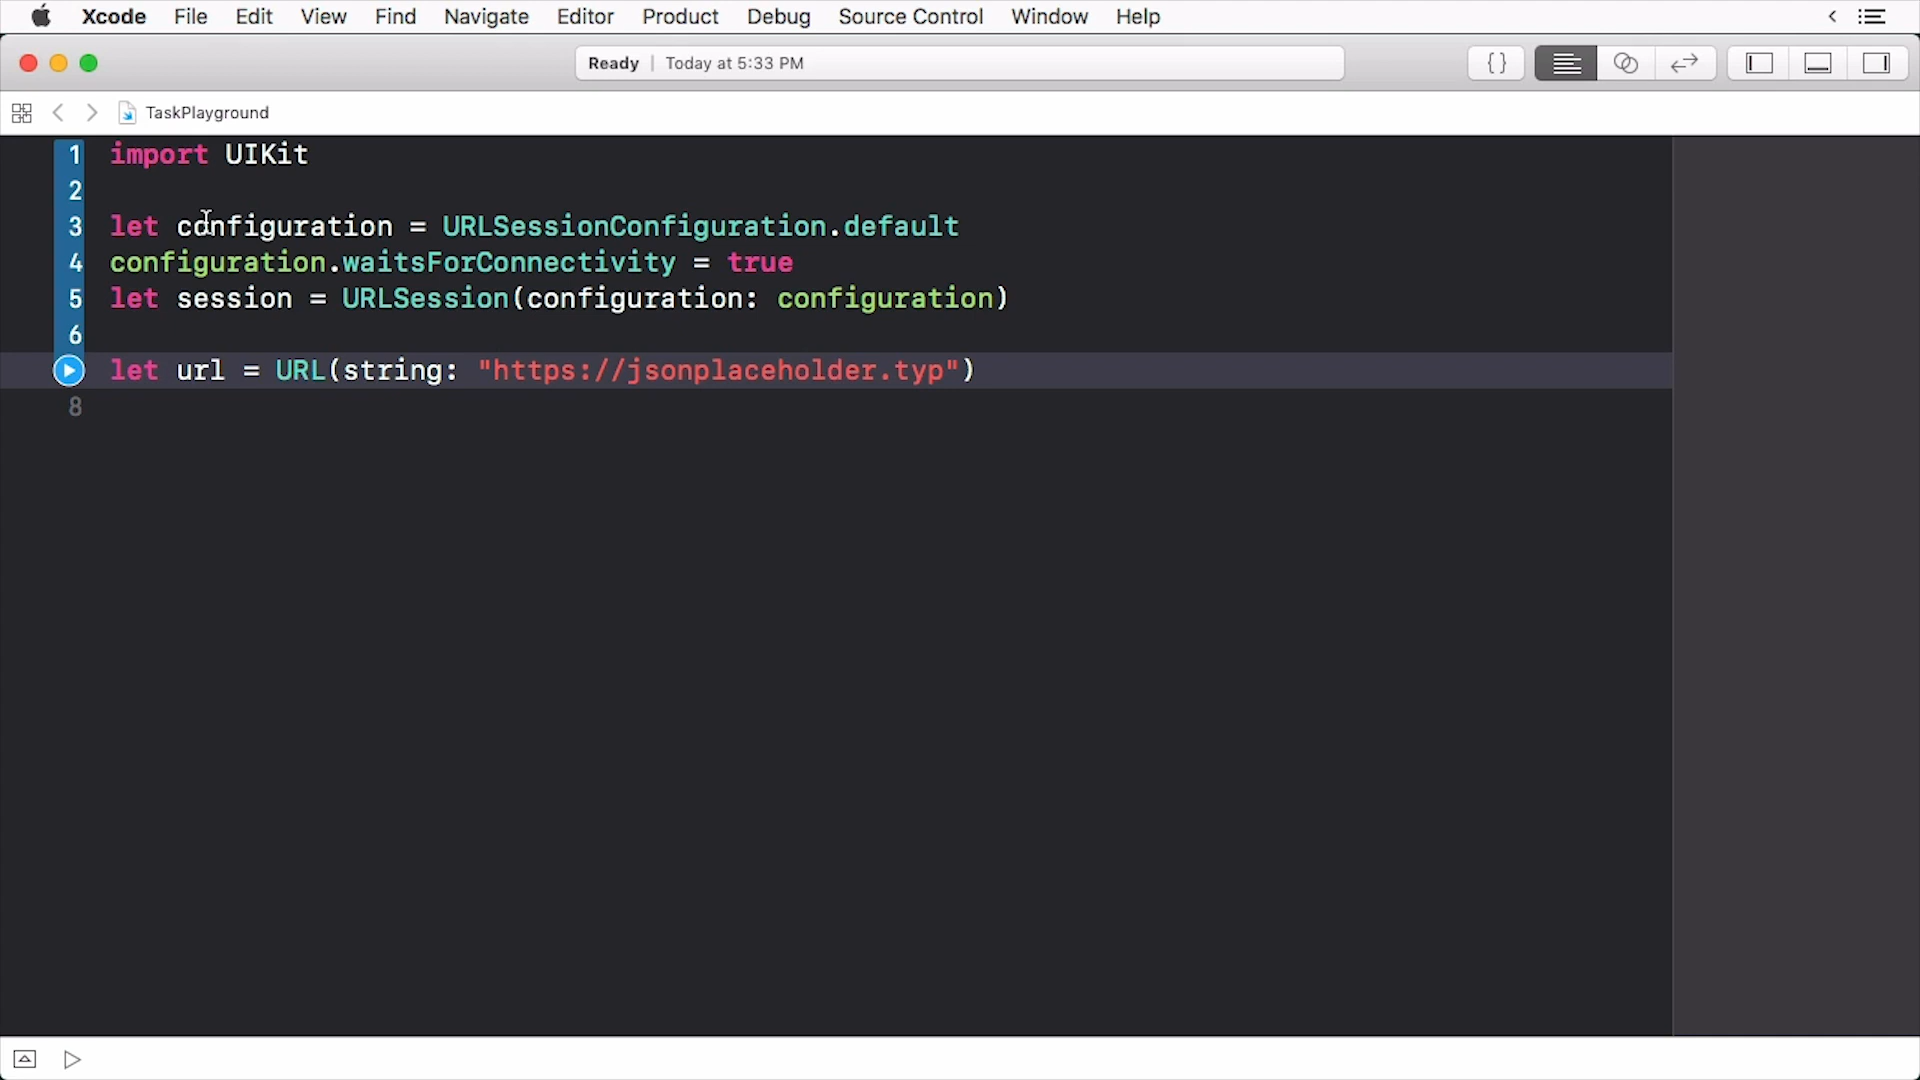 Xcode File Edit View Find Navigate Editor Product Debug Source Control Window Help
Ready | Today at 5:33 PM
{ }
TaskPlayground
1 import UIKit
2
3 let configuration = URLSessionConfiguration.default
4 configuration.waitsForConnectivity = true
5 let session = URLSession(configuration: configuration)
6
let url = URL(string: "https://jsonplaceholder.typ")
8